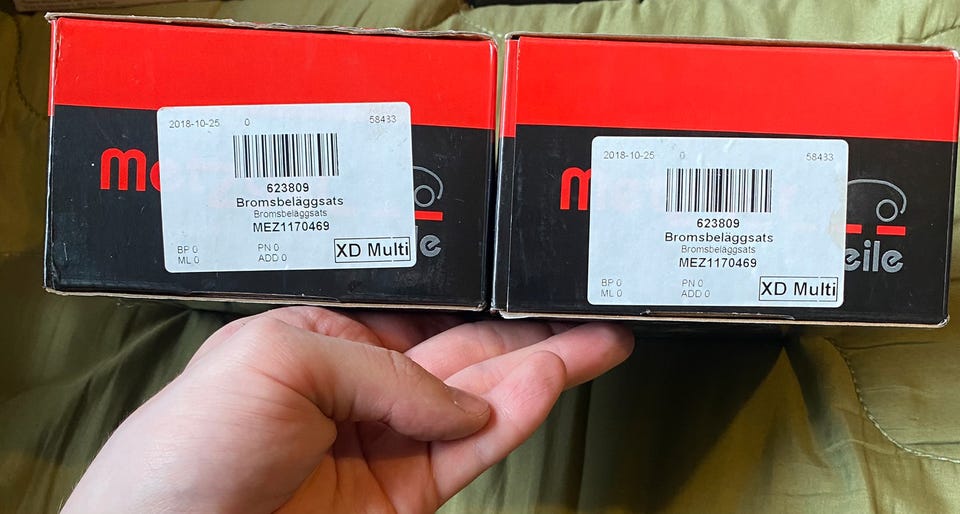 2018-10-25 0 58433
623809
Bromsbeläggsats
Bromsbeläggsats
MEZ1170469
BP 0 PN 0
ML 0 ADD 0
XD Multi
2018-10-25 0 58433
623809
Bromsbeläggsats
Bromsbeläggsats
MEZ1170469
BP 0 PN 0
ML 0 ADD 0
XD Multi